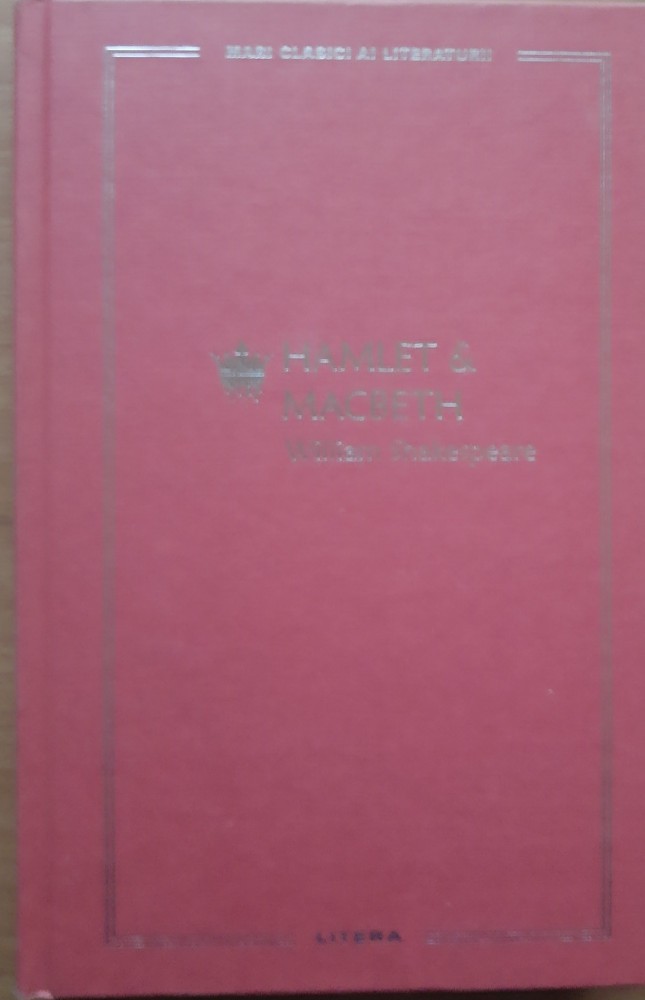 MARI CLASICI AI LITERATURII
HAMLET &
MACBETH
William Shakespeare
LITERA